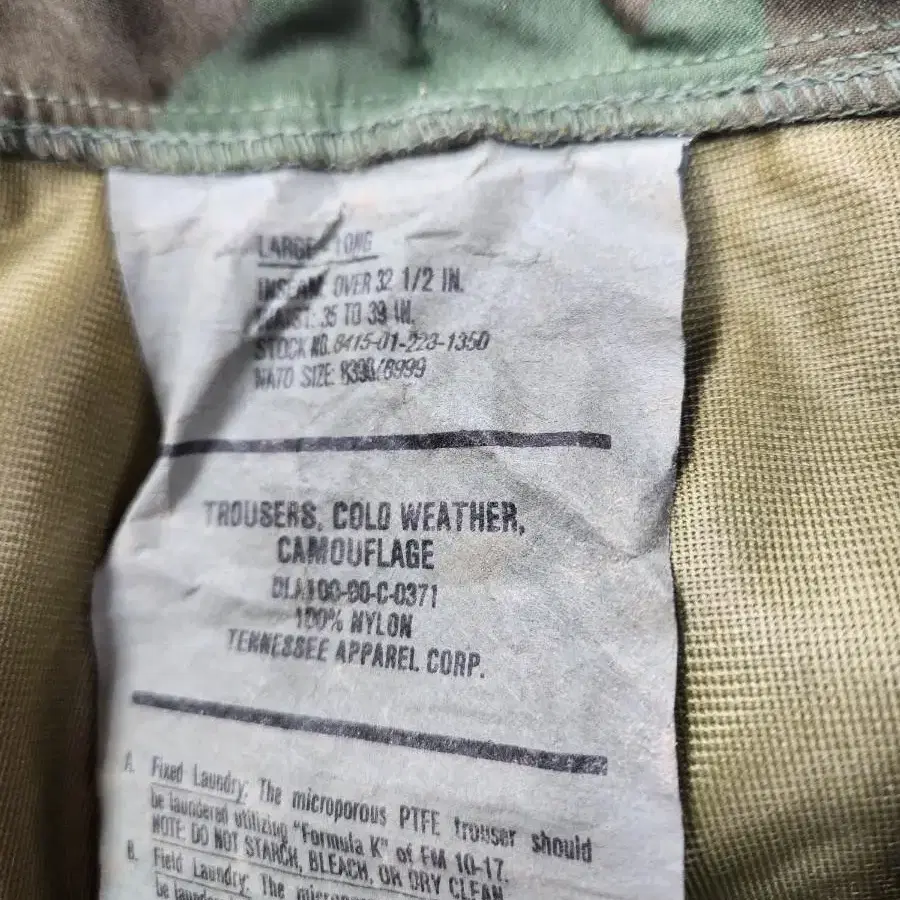 LARGE - LONG
INSEAM: OVER 32 1/2 IN.
WAIST: 35 TO 39 IN.
STOCK NO. 8415-01-228-1350
NATO SIZE:
TROUSERS, COLD WEATHER,
CAMOUFLAGE
DLA100-90-C-0371
100% NYLON
TENNESSEE APPAREL CORP.
A. Fixed Laundry: The microporous PTFE trouser should
be laundered utilizing "Formula K" of FM 10-17.
NOTE: DO NOT STARCH, BLEACH, OR DRY CLEAN
B. Field Laundry: The